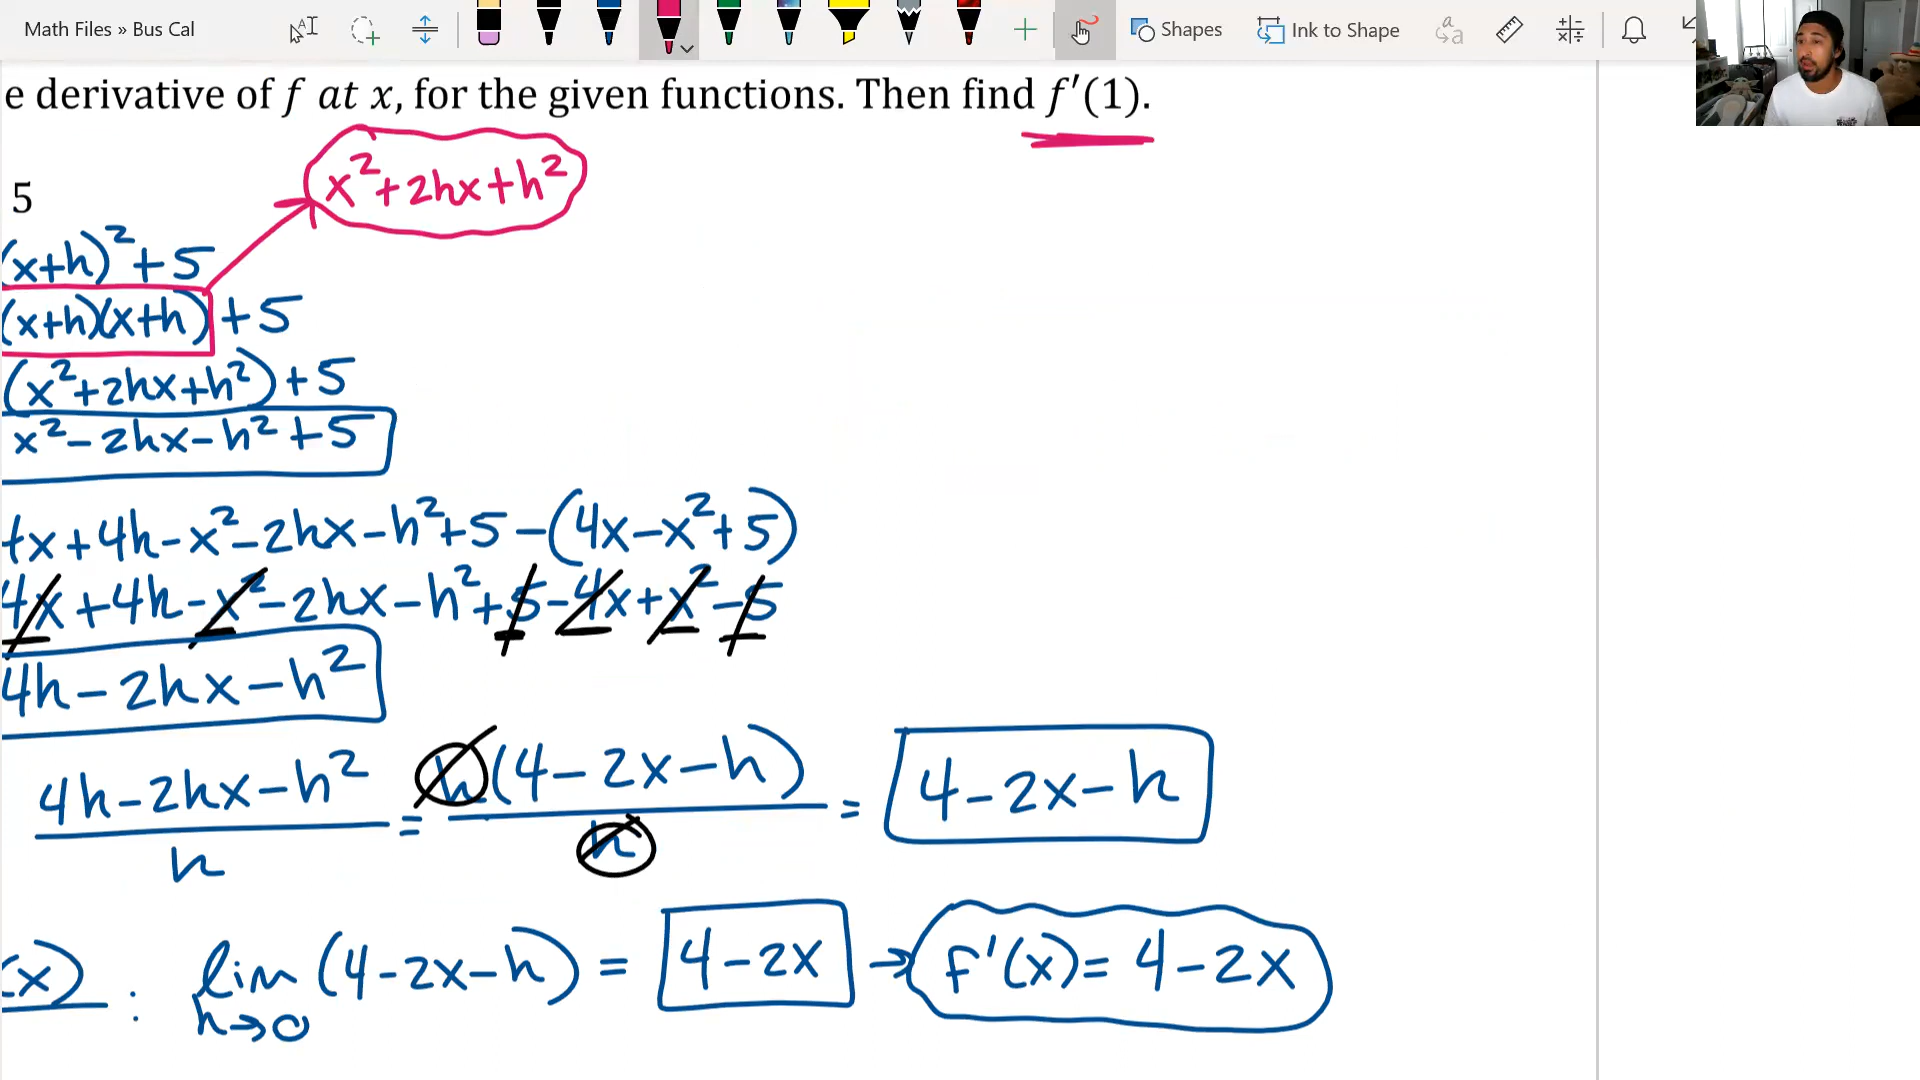 Math Files » Bus Cal
Shapes
Ink to Shape
e derivative of f at x, for the given functions. Then find f′(1).
x²+2hx+h²
5
(x+h)²+5
(x+h)(x+h)+5
(x²+2hx+h²)+5
x²-2hx-h²+5
4x+4h-x²-2hx-h²+5-(4x-x²+5)
4x+4h-x²-2hx-h²+5-4x+x²-5
4h-2hx-h²
4h-2hx-h² / h = h(4-2x-h) / h = 4-2x-h
(x): lim h→0 (4-2x-h) = 4-2x → f'(x)=4-2x